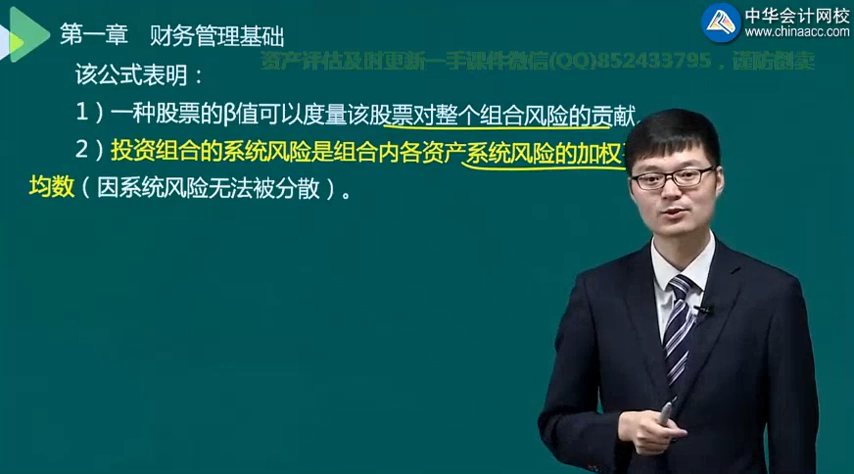 第一章 财务管理基础
中华会计网校
www.chinaacc.com
资产评估及时更新一手课件微信(QQ)852433795，谨防倒卖
该公式表明：
1）一种股票的β值可以度量该股票对整个组合风险的贡献
2）投资组合的系统风险是组合内各资产系统风险的加权
均数（因系统风险无法被分散）。